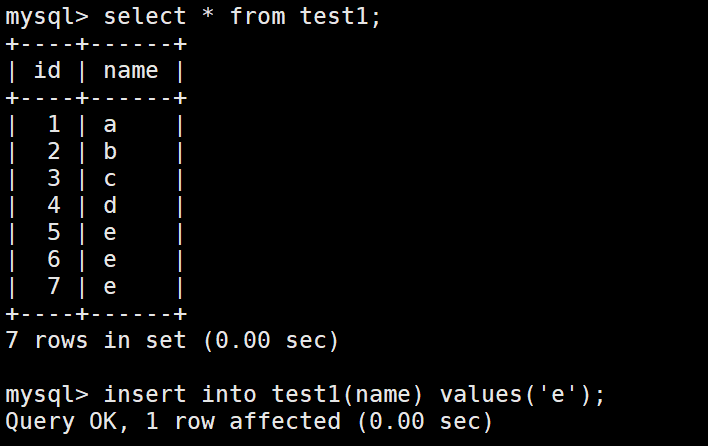 mysql> select * from test1;
+----+------+
| id | name |
+----+------+
|  1 | a    |
|  2 | b    |
|  3 | c    |
|  4 | d    |
|  5 | e    |
|  6 | e    |
|  7 | e    |
+----+------+
7 rows in set (0.00 sec)

mysql> insert into test1(name) values('e');
Query OK, 1 row affected (0.00 sec)